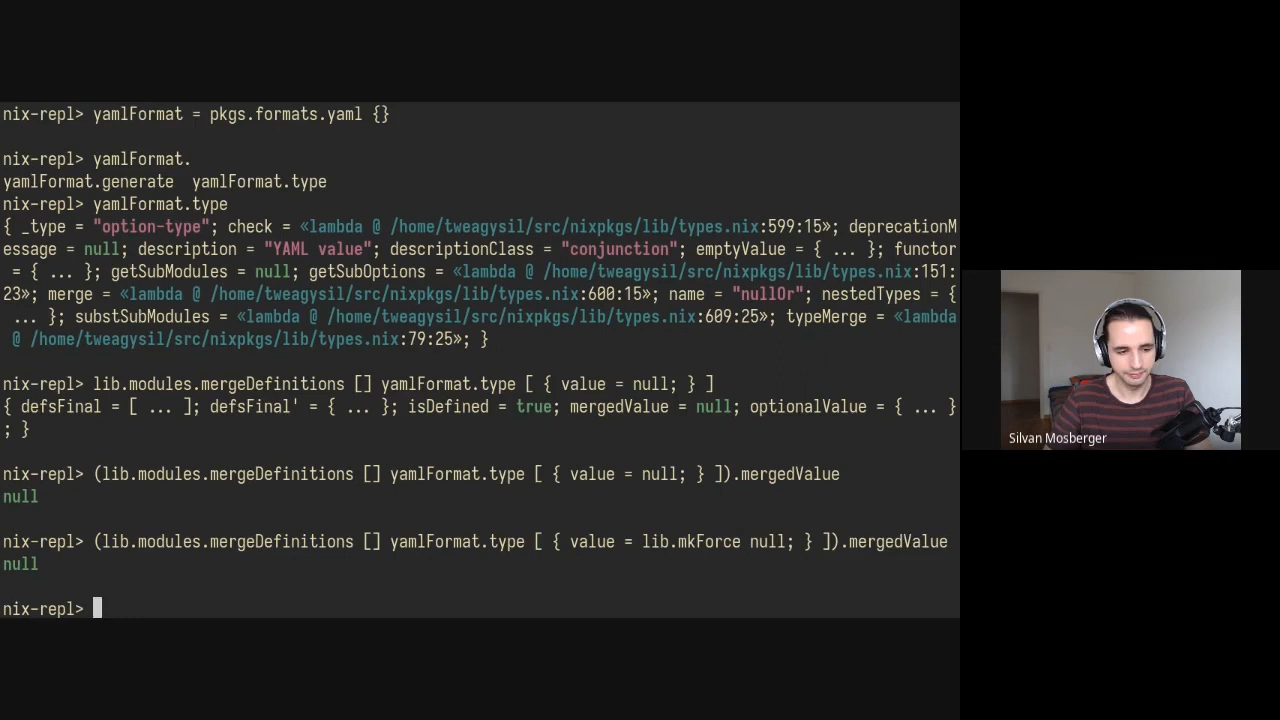 nix-repl> yamlFormat = pkgs.formats.yaml {}
nix-repl> yamlFormat.
yamlFormat.generate  yamlFormat.type
nix-repl> yamlFormat.type
{ _type = "option-type"; check = «lambda @ /home/tweagysil/src/nixpkgs/lib/types.nix:599:15»; deprecationM
essage = null; description = "YAML value"; descriptionClass = "conjunction"; emptyValue = { ... }; functor
 = { ... }; getSubModules = null; getSubOptions = «lambda @ /home/tweagysil/src/nixpkgs/lib/types.nix:151:
23»; merge = «lambda @ /home/tweagysil/src/nixpkgs/lib/types.nix:600:15»; name = "nullOr"; nestedTypes = {
 ... }; substSubModules = «lambda @ /home/tweagysil/src/nixpkgs/lib/types.nix:609:25»; typeMerge = «lambda
 @ /home/tweagysil/src/nixpkgs/lib/types.nix:79:25»; }
nix-repl> lib.modules.mergeDefinitions [] yamlFormat.type [ { value = null; } ]
{ defsFinal = [ ... ]; defsFinal' = { ... }; isDefined = true; mergedValue = null; optionalValue = { ... }
; }
nix-repl> (lib.modules.mergeDefinitions [] yamlFormat.type [ { value = null; } ]).mergedValue
null
nix-repl> (lib.modules.mergeDefinitions [] yamlFormat.type [ { value = lib.mkForce null; } ]).mergedValue
null
nix-repl>
Silvan Mosberger